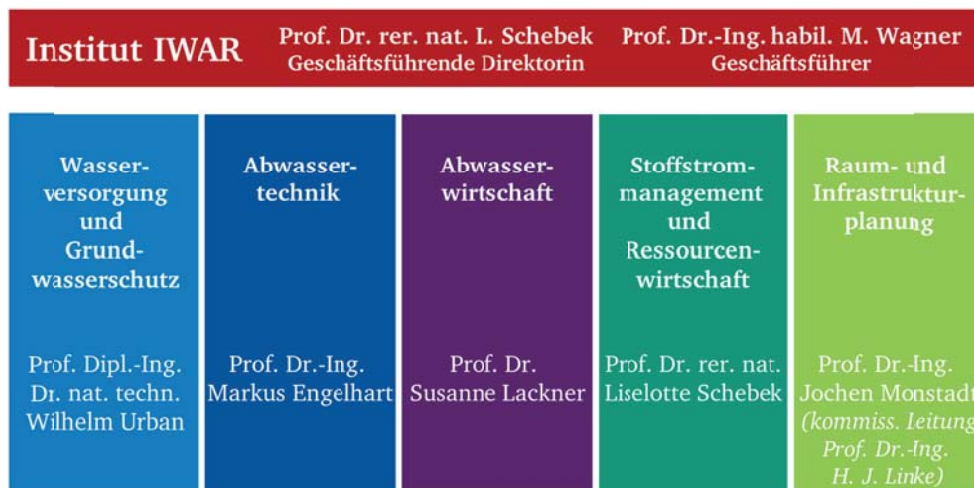 Institut IWAR
Prof. Dr. rer. nat. L. Schebek
Geschäftsführende Direktorin
Prof. Dr.-Ing. habil. M. Wagner
Geschäftsführer
Wasser-
versorgung
und
Grund-
wasserschutz
Prof. Dipl.-Ing.
Dr. nat. techn.
Wilhelm Urban
Abwasser-
technik
Prof. Dr.-Ing.
Markus Engelhart
Abwasser-
wirtschaft
Prof. Dr.
Susanne Lackner
Stoffstrom-
management
und
Ressourcen-
wirtschaft
Prof. Dr. rer. nat.
Liselotte Schebek
Raum- und
Infrastruktur-
planung
Prof. Dr.-Ing.
Jochen Monstadt
(kommiss. Leitung
Prof. Dr.-Ing.
H. J. Linke)